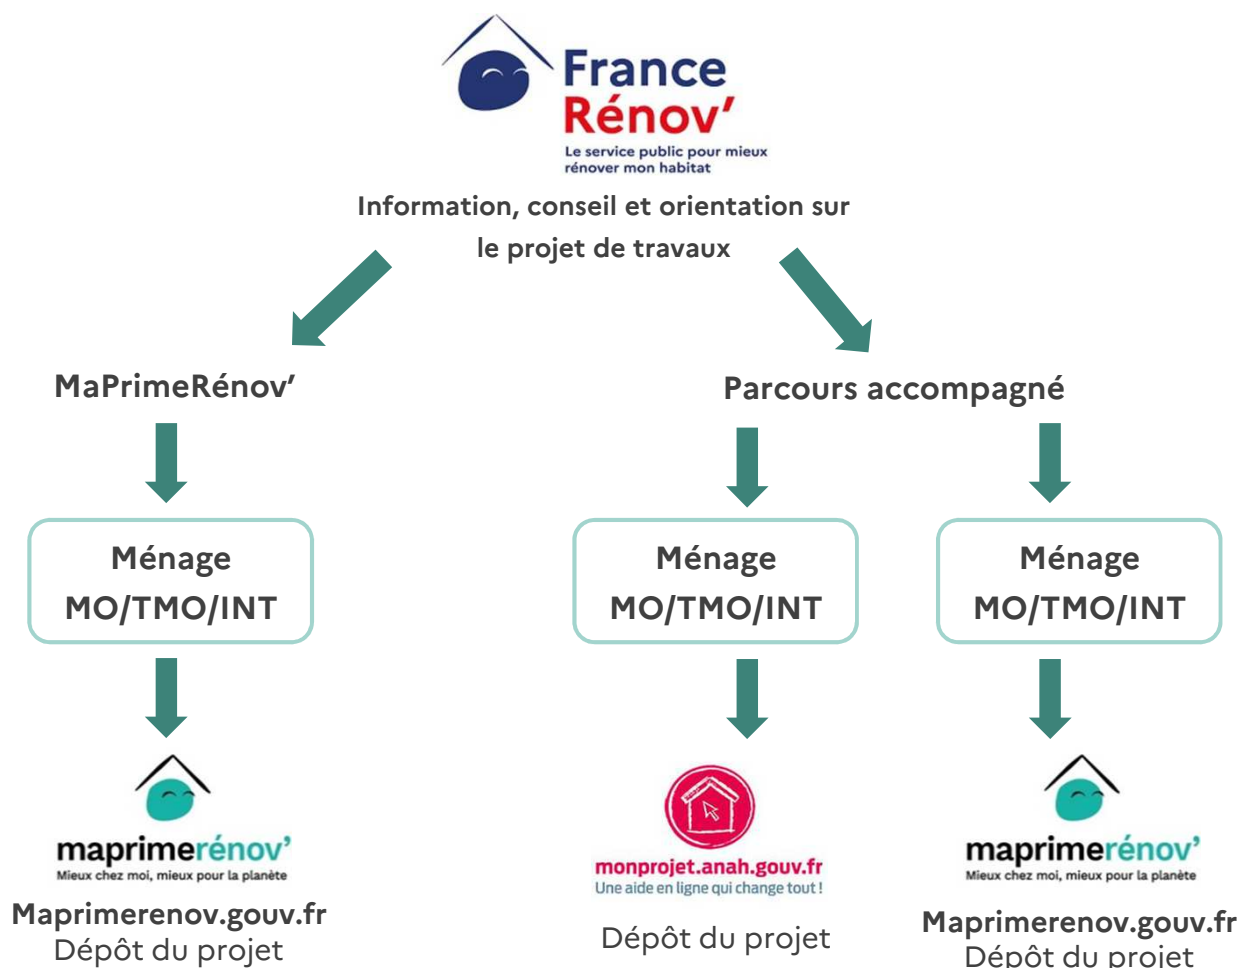 France
Rénov'
Le service public pour mieux
rénover mon habitat
Information, conseil et orientation sur
le projet de travaux
MaPrimeRénov’
Parcours accompagné
Ménage
MO/TMO/INT
Ménage
MO/TMO/INT
Ménage
MO/TMO/INT
maprimerénov'
Mieux chez moi, mieux pour la planète
Maprimerenov.gouv.fr
Dépôt du projet
monprojet.anah.gouv.fr
Une aide en ligne qui change tout !
Dépôt du projet
maprimerénov'
Mieux chez moi, mieux pour la planète
Maprimerenov.gouv.fr
Dépôt du projet